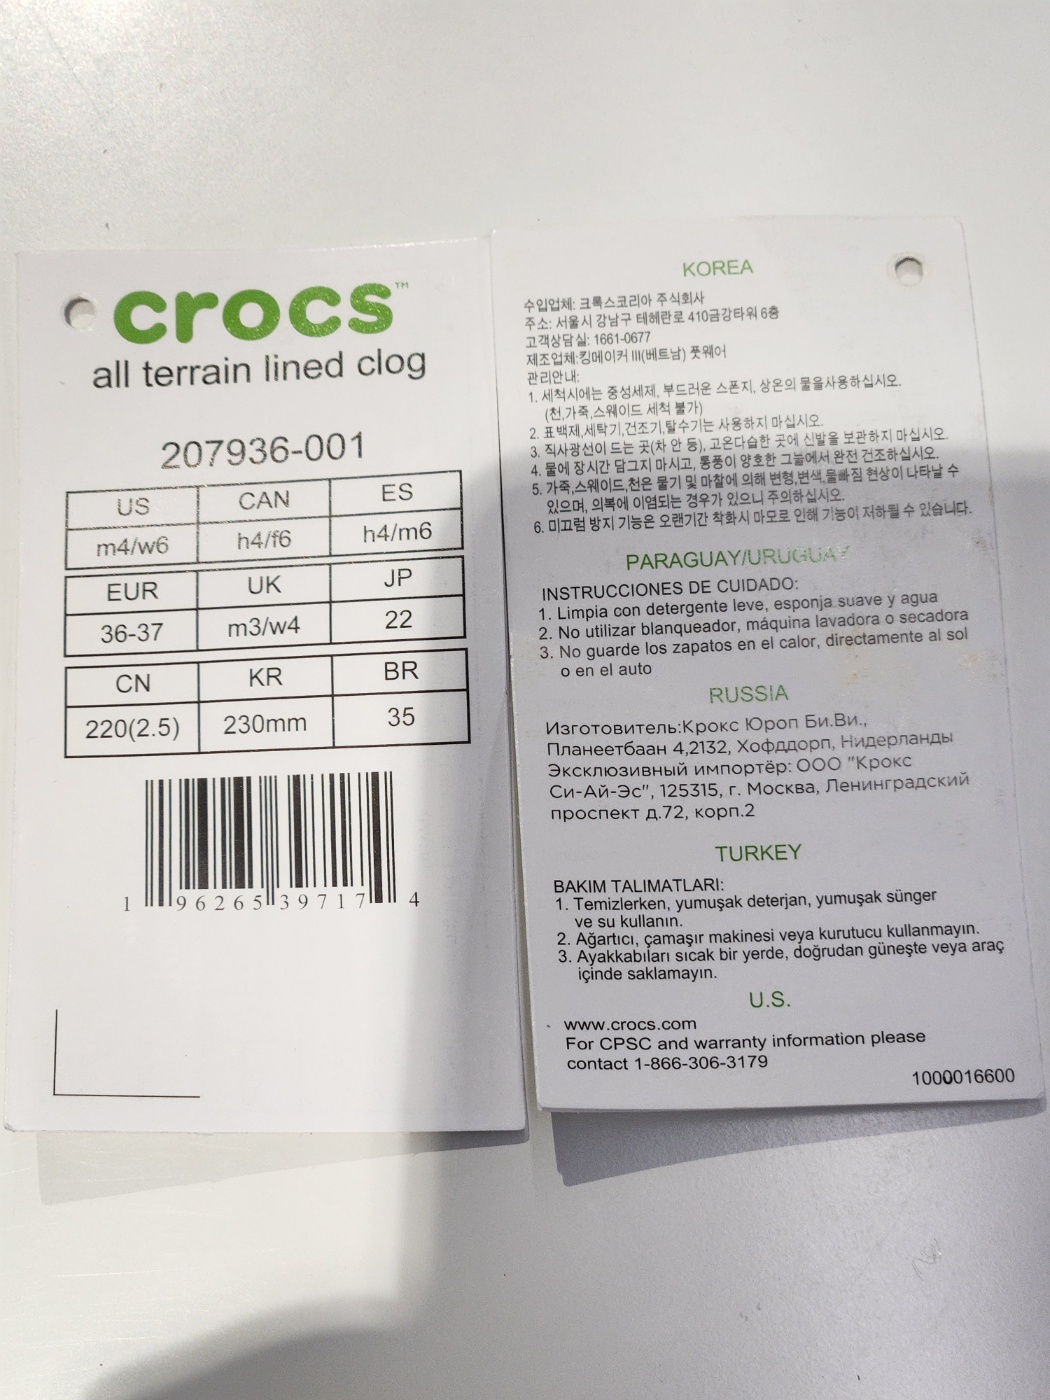 crocs™
all terrain lined clog
207936-001
US CAN ES
m4/w6 h4/f6 h4/m6
EUR UK JP
36-37 m3/w4 22
CN KR BR
220(2.5) 230mm 35
1 96265 39717 4
KOREA
수입업체: 크록스코리아 주식회사
주소: 서울시 강남구 테헤란로 410금강타워 6층
고객상담실: 1661-0677
제조업체:킹메이커 III(베트남) 풋웨어
관리안내:
1. 세척시에는 중성세제, 부드러운 스폰지, 상온의 물을사용하십시오.
(천,가죽,스웨이드 세척 불가)
2. 표백제,세탁기,건조기,탈수기는 사용하지 마십시오.
3. 직사광선이 드는 곳(차 안 등), 고온다습한 곳에 신발을 보관하지 마십시오.
4. 물에 장시간 담그지 마시고, 통풍이 양호한 그늘에서 완전 건조하십시오.
5. 가죽,스웨이드,천은 물기 및 마찰에 의해 변형,변색,물빠짐 현상이 나타날 수
있으며, 의복에 이염되는 경우가 있으니 주의하십시오.
6. 미끄럼 방지 기능은 오랜기간 착화시 마모로 인해 기능이 저하될 수 있습니다.
PARAGUAY/URUGUAY
INSTRUCCIONES DE CUIDADO:
1. Limpia con detergente leve, esponja suave y agua
2. No utilizar blanqueador, máquina lavadora o secadora
3. No guarde los zapatos en el calor, directamente al sol
o en el auto
RUSSIA
Изготовитель:Крокс Юроп Би.Ви.,
Планеетбаан 4,2132, Хофддорп, Нидерланды
Эксклюзивный импортёр: ООО "Крокс
Си-Ай-Эс", 125315, г. Москва, Ленинградский
проспект д.72, корп.2
TURKEY
BAKIM TALIMATLARI:
1. Temizlerken, yumuşak deterjan, yumuşak sünger
ve su kullanın.
2. Ağartıcı, çamaşır makinesi veya kurutucu kullanmayın.
3. Ayakkabıları sıcak bir yerde, doğrudan güneşte veya araç
içinde saklamayın.
U.S.
www.crocs.com
For CPSC and warranty information please
contact 1-866-306-3179
1000016600